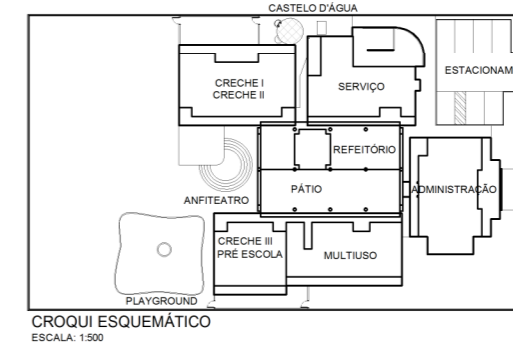 CASTELO D'ÁGUA
CRECHE I
CRECHE II
SERVIÇO
ESTACIONAM
REFEITÓRIO
PÁTIO
ADMINISTRAÇÃO
ANFITEATRO
CRECHE III
PRÉ ESCOLA
MULTIUSO
PLAYGROUND
CROQUI ESQUEMÁTICO
ESCALA: 1:500